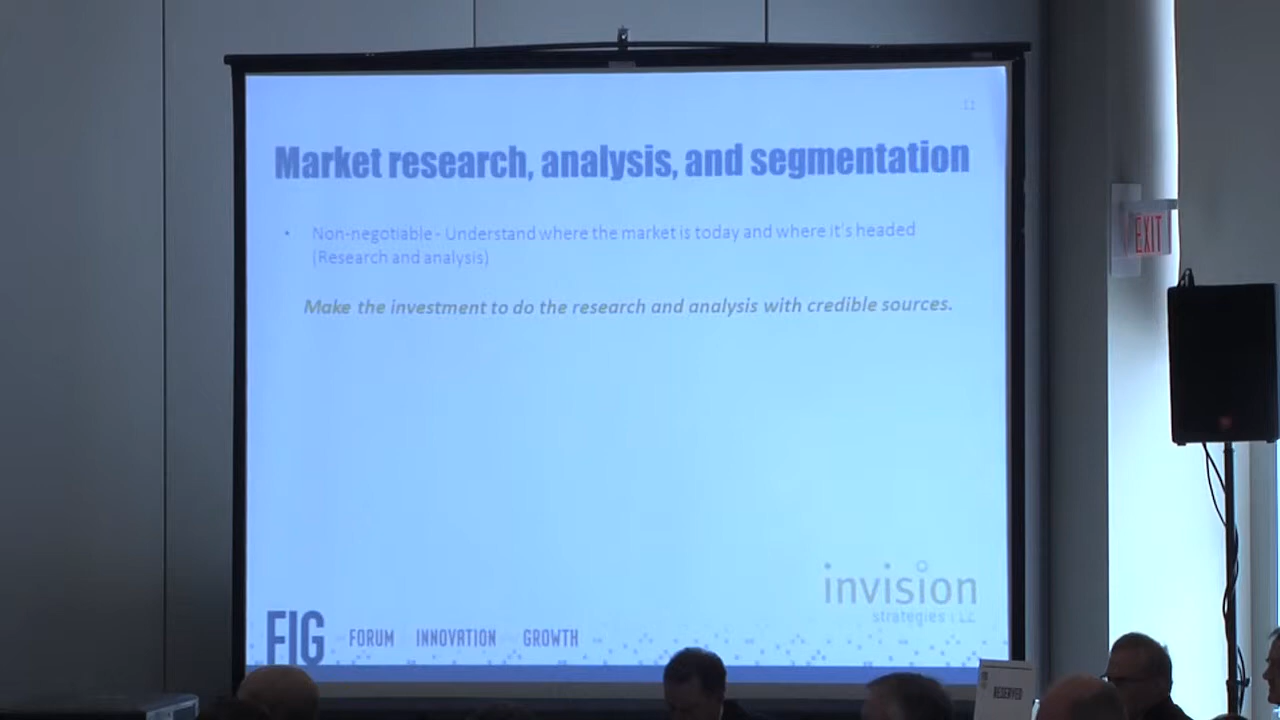 11
Market research, analysis, and segmentation
• Non-negotiable - Understand where the market is today and where it's headed
(Research and analysis)
Make the investment to do the research and analysis with credible sources.
invision
strategies LLC
FIG FORUM INNOVATION GROWTH
EXIT
RESERVED